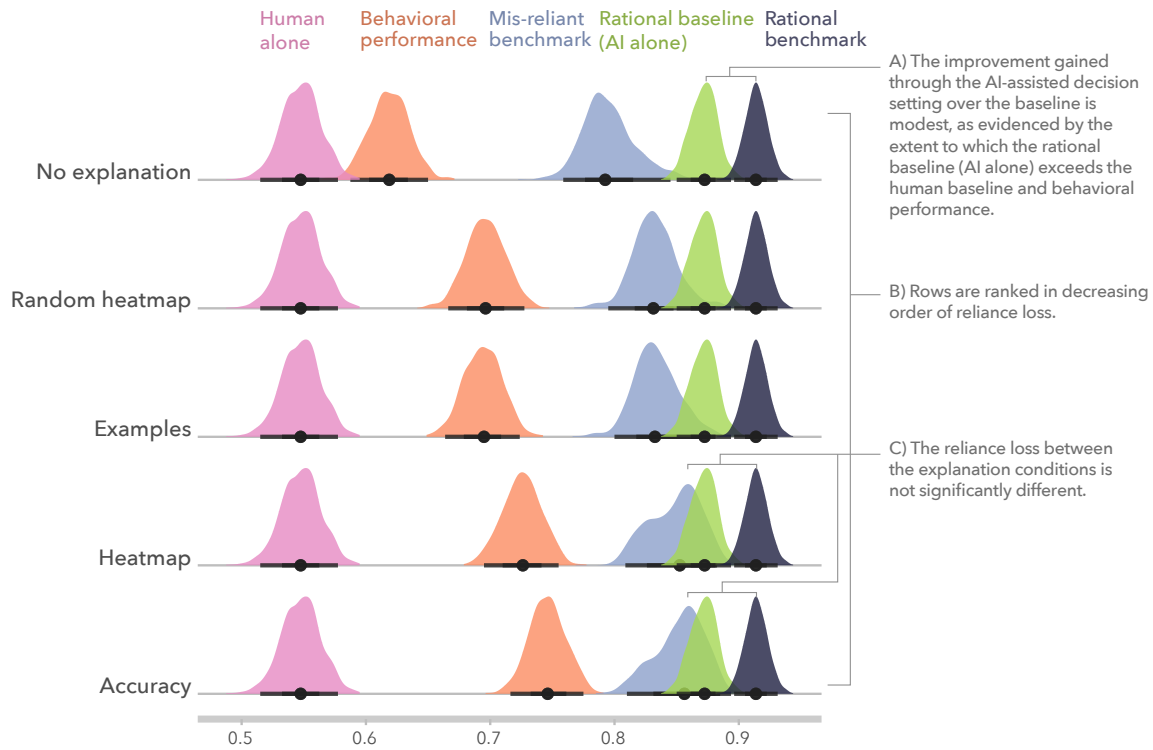 Human
alone
Behavioral
performance
Mis-reliant
benchmark
Rational baseline
(AI alone)
Rational
benchmark
A) The improvement gained
through the AI-assisted decision
setting over the baseline is
modest, as evidenced by the
extent to which the rational
baseline (AI alone) exceeds the
human baseline and behavioral
performance.
No explanation
Random heatmap
B) Rows are ranked in decreasing
order of reliance loss.
Examples
C) The reliance loss between
the explanation conditions is
not significantly different.
Heatmap
Accuracy
0.5 0.6 0.7 0.8 0.9